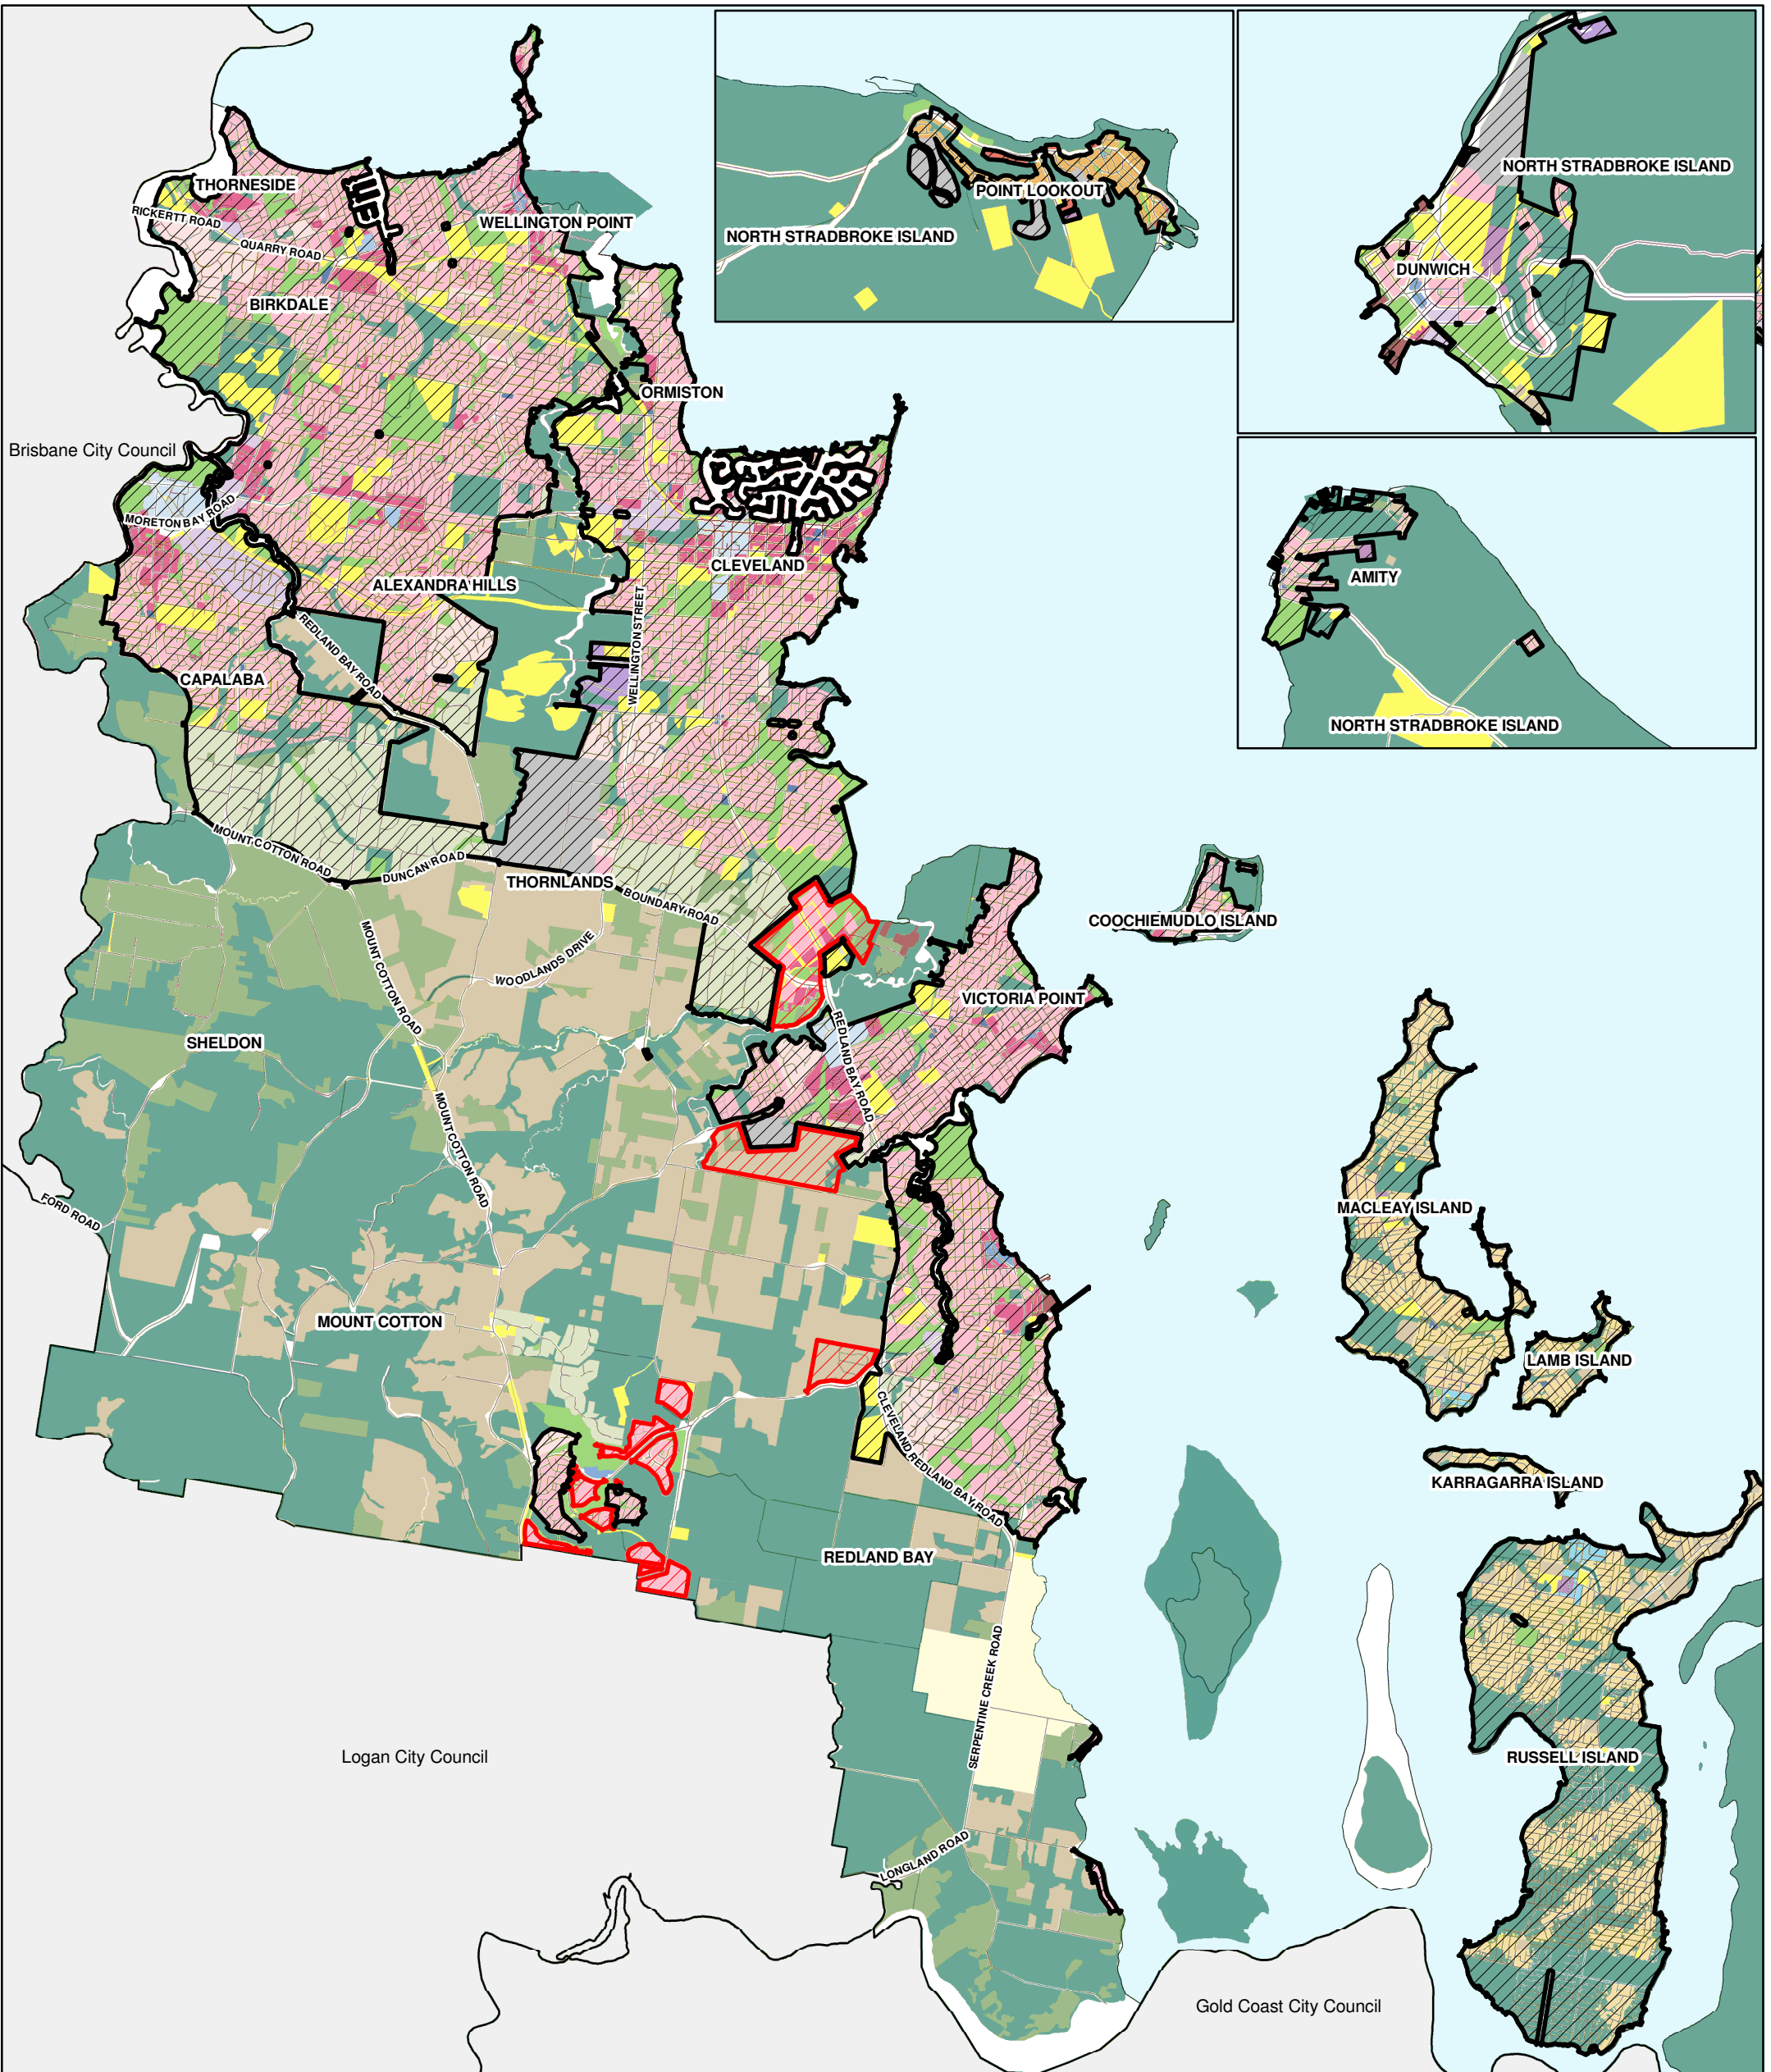 THORNESIDE
RICKERTT ROAD
QUARRY ROAD
WELLINGTON POINT
BIRKDALE
ORMISTON
Brisbane City Council
MORETON BAY ROAD
CLEVELAND
ALEXANDRA HILLS
WELLINGTON STREET
REDLAND BAY ROAD
CAPALABA
NORTH STRADBROKE ISLAND
POINT LOOKOUT
NORTH STRADBROKE ISLAND
DUNWICH
AMITY
NORTH STRADBROKE ISLAND
MOUNT COTTON ROAD
DUNCAN ROAD
THORNLANDS
BOUNDARY ROAD
COOCHIEMUDLO ISLAND
MOUNT COTTON ROAD
WOODLANDS DRIVE
VICTORIA POINT
SHELDON
REDLAND BAY ROAD
MOUNT COTTON ROAD
FORD ROAD
MACLEAY ISLAND
MOUNT COTTON
LAMB ISLAND
CLEVELAND REDLAND BAY ROAD
KARRAGARRA ISLAND
REDLAND BAY
SERPENTINE CREEK ROAD
Logan City Council
RUSSELL ISLAND
LONGLAND ROAD
Gold Coast City Council